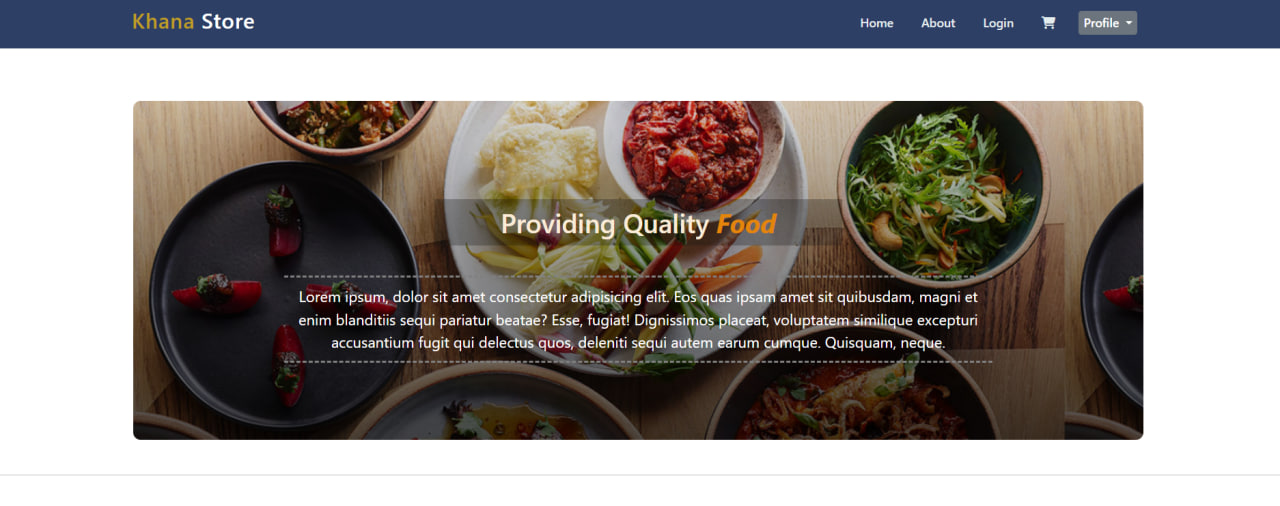 Khana Store
Home About Login Profile
Providing Quality Food
Lorem ipsum, dolor sit amet consectetur adipisicing elit. Eos quas ipsam amet sit quibusdam, magni et
enim blanditiis sequi pariatur beatae? Esse, fugiat! Dignissimos placeat, voluptatem similique excepturi
accusantium fugit qui delectus quos, deleniti sequi autem earum cumque. Quisquam, neque.